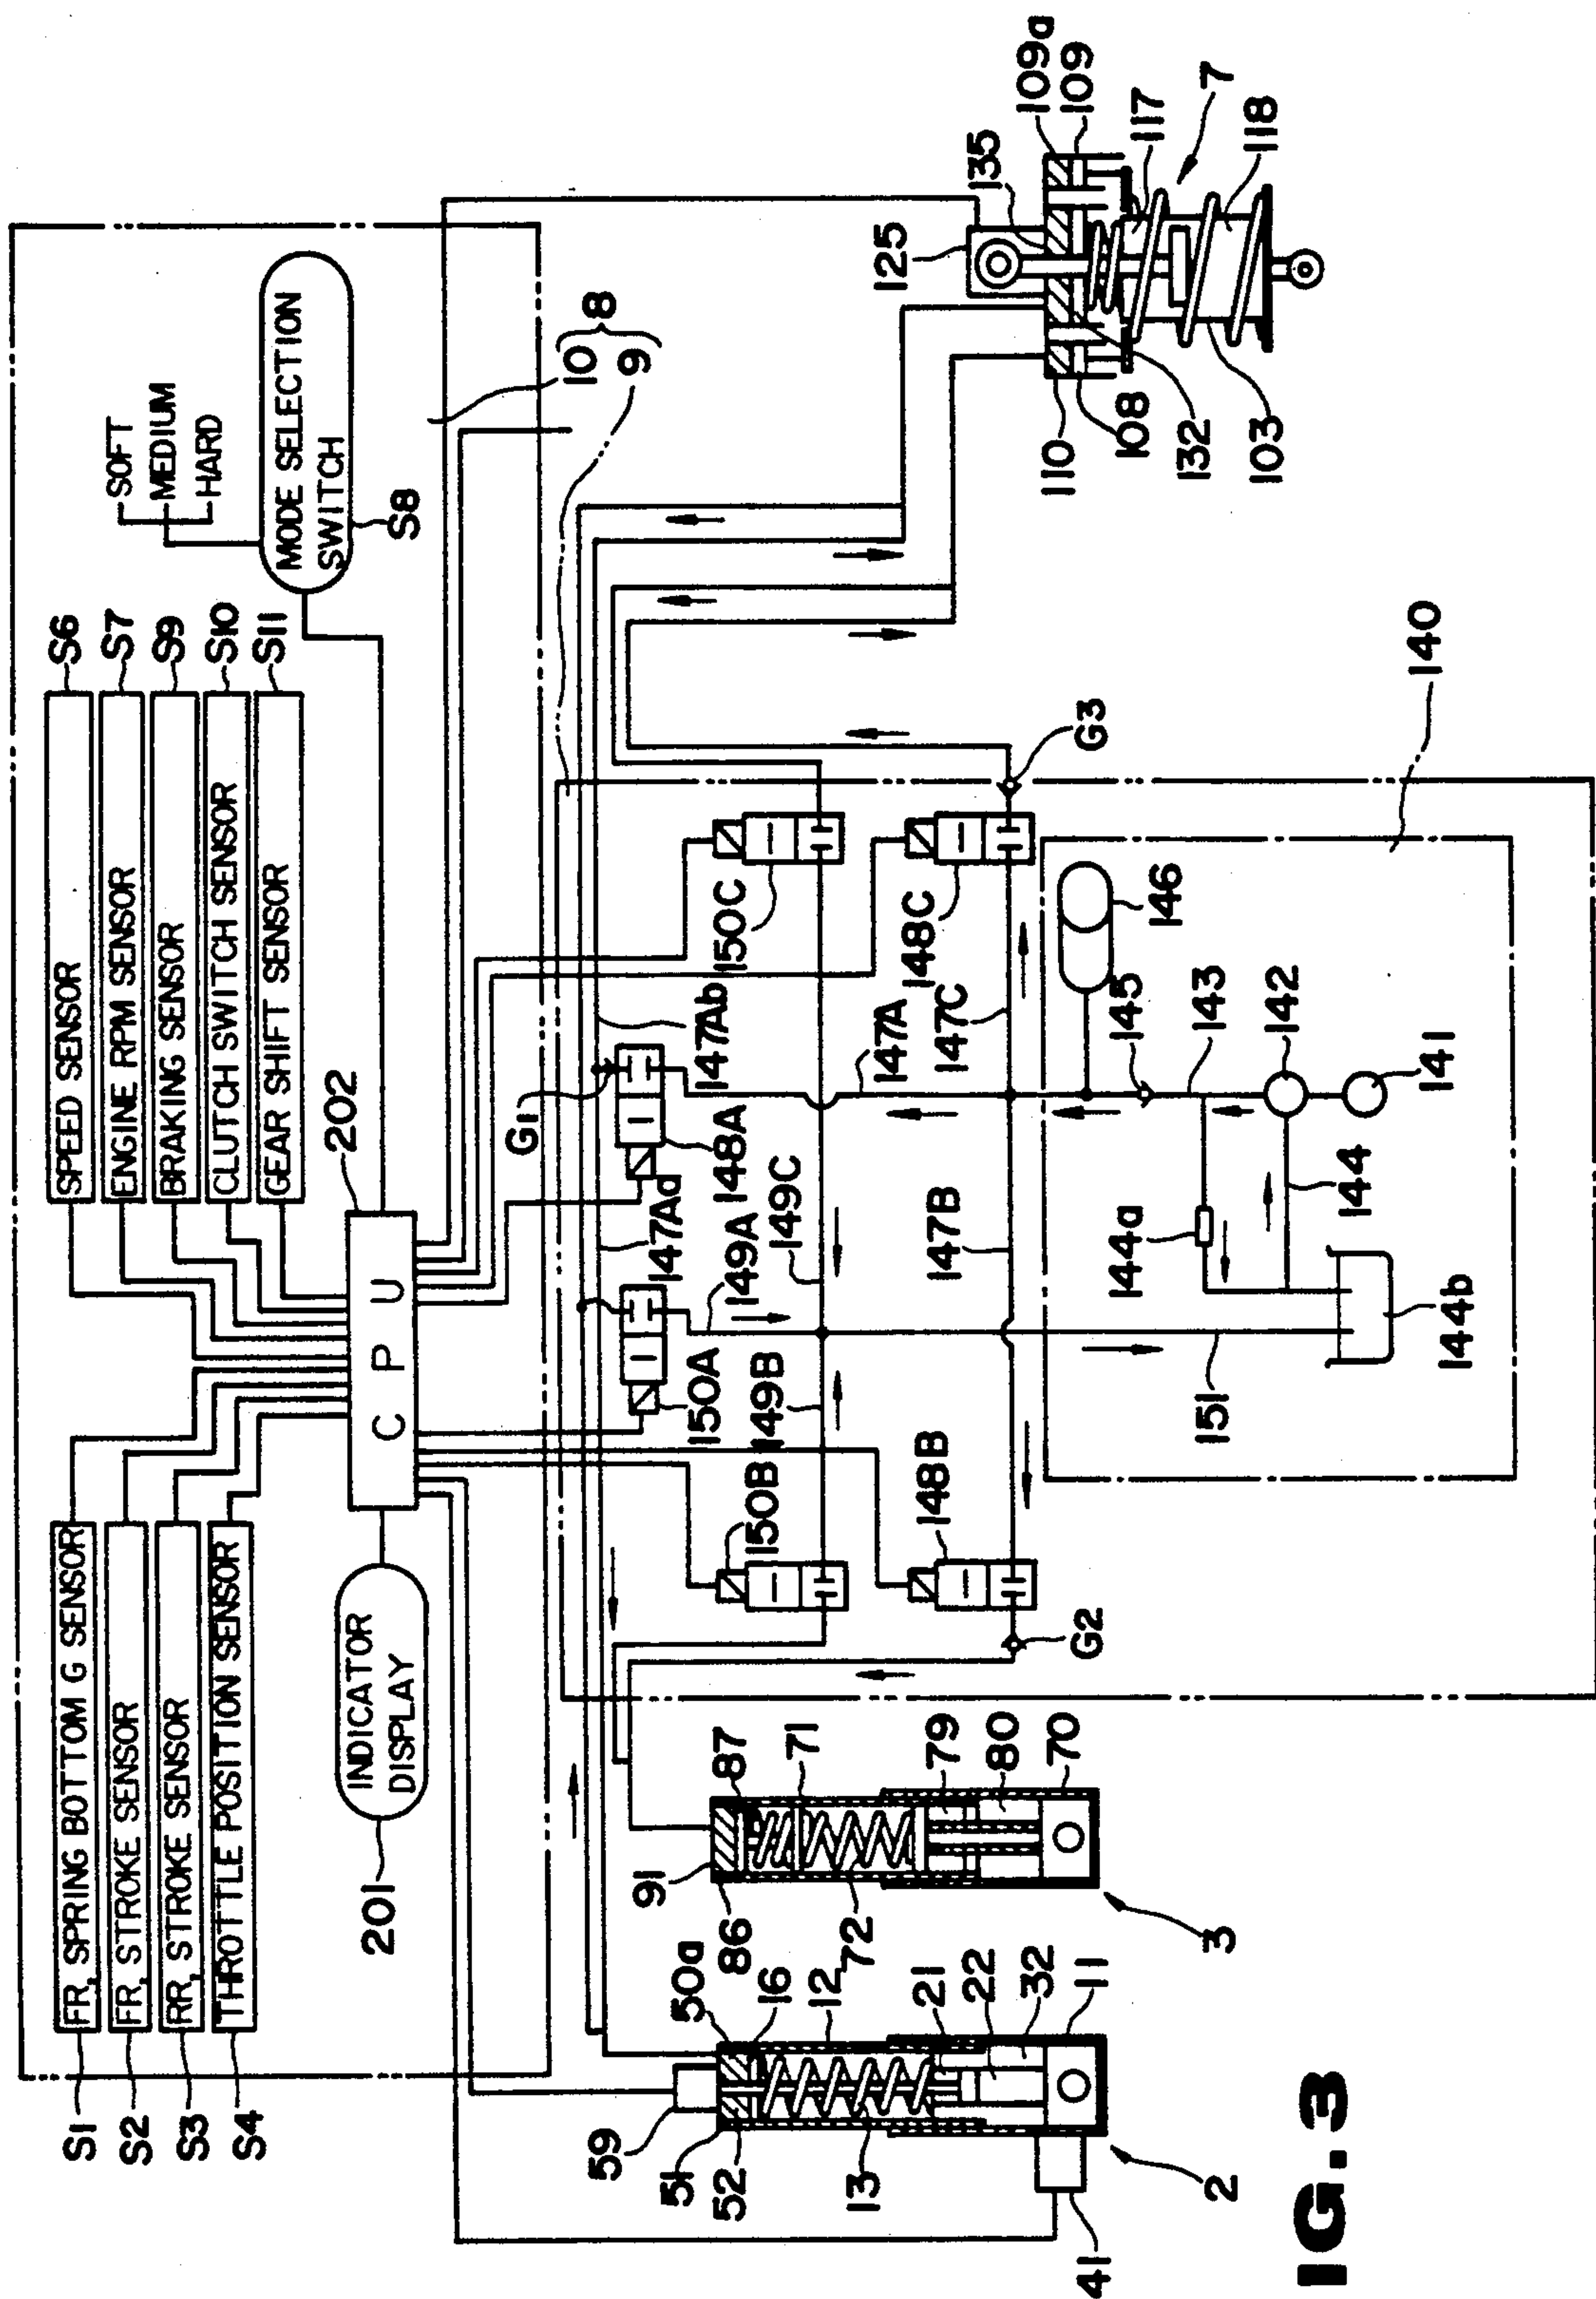 S1
FR, SPRING BOTTOM G SENSOR
S2
FR, STROKE SENSOR
S3
RR, STROKE SENSOR
S4
THROTTLE POSITION SENSOR
SPEED SENSOR
S6
ENGINE RPM SENSOR
S7
BRAKING SENSOR
S9
CLUTCH SWITCH SENSOR
S10
GEAR SHIFT SENSOR
S11
SOFT
MEDIUM
HARD
MODE SELECTION
SWITCH
S8
INDICATOR
DISPLAY
201
C P U
202
10
9
8
59
51
52
50a
16
12
13
21
22
32
11
41
2
91
86
87
71
72
79
80
70
3
150A
147Ad
G1
148A
147Ab
150B
149B
149A
149C
150C
148B
147B
147A
147C
148C
G2
G3
140
151
144b
144a
144
143
145
146
142
141
125
135
109a
109
110
108
132
103
117
118
7
IG.3